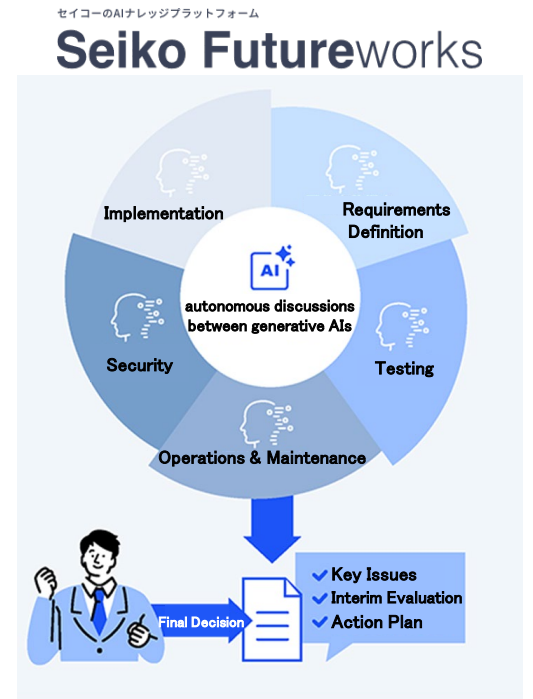 セイコーのAIナレッジプラットフォーム
Seiko Futureworks
Implementation
Requirements
Definition
AI
autonomous discussions
between generative AIs
Security
Testing
Operations & Maintenance
Key Issues
Interim Evaluation
Action Plan
Final Decision